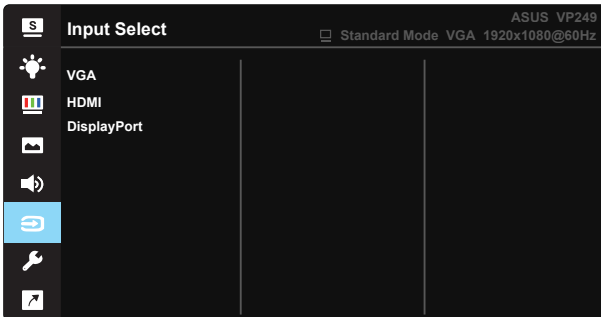 S
Input Select
ASUS VP249
Standard Mode VGA 1920x1080@60Hz
VGA
HDMI
DisplayPort